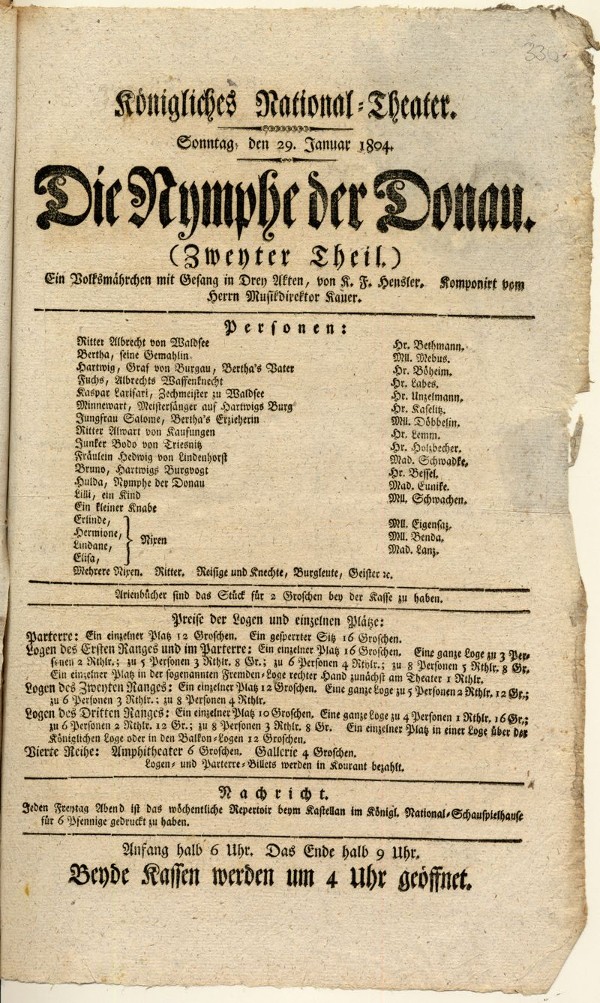 Königliches National-Theater.
Sonntag, den 29. Januar 1804.
Die Nymphe der Donau.
(Zweyter Theil.)
Ein Volksmährchen mit Gesang in Drey Akten, von K. F. Hensler. Komponirt vom
Herrn Musikdirektor Kauer.
Personen:
Ritter Albrecht von Waldsee Hr. Bethmann.
Bertha, seine Gemahlin Mll. Mebus.
Hartwig, Graf von Burgau, Bertha's Vater Hr. Böheim.
Fuchs, Albrechts Waffenknecht Hr. Labes.
Kaspar Larifari, Zechmeister zu Waldsee Hr. Unzelmann.
Minnewart, Meistersänger auf Hartwigs Burg Hr. Kaselitz.
Jungfrau Salome, Bertha's Erzieherin Mll. Döbbelin.
Ritter Alwart von Kaufungen Hr. Lemm.
Junker Bodo von Triesnitz Hr. Holzbecher.
Fräulein Hedwig von Lindenhorst Mad. Schwadke.
Bruno, Hartwigs Burgvogt Hr. Bessel.
Hulda, Nymphe der Donau Mad. Eunike.
Lilli, ein Kind Mll. Schwachen.
Ein kleiner Knabe
Erlinde, Mll. Eigensaz.
Hermione, Nixen Mll. Benda.
Lindane, Mad. Lanz.
Elisa,
Mehrere Nixen. Ritter. Reisige und Knechte, Burgleute, Geister ꝛc.
Arienbücher sind das Stück für 2 Groschen bey der Kasse zu haben.
Preise der Logen und einzelnen Plätze:
Parterre: Ein einzelner Platz 12 Groschen. Ein gesperrter Sitz 16 Groschen.
Logen des Ersten Ranges und im Parterre: Ein einzelner Platz 16 Groschen. Eine ganze Loge zu 3 Per-
sonen 2 Rthlr.; zu 5 Personen 3 Rthlr. 8 Gr.; zu 6 Personen 4 Rthlr.; zu 8 Personen 5 Rthlr. 8 Gr.
Ein einzelner Platz in der sogenannten Fremden-Loge rechter Hand zunächst am Theater 1 Rthlr.
Logen des Zweyten Ranges: Ein einzelner Platz 12 Groschen. Eine ganze Loge zu 5 Personen 2 Rthlr. 12 Gr.;
zu 6 Personen 3 Rthlr.; zu 8 Personen 4 Rthlr.
Logen des Dritten Ranges: Ein einzelner Platz 10 Groschen. Eine ganze Loge zu 4 Personen 1 Rthlr. 16 Gr.;
zu 6 Personen 2 Rthlr. 12 Gr.; zu 8 Personen 3 Rthlr. 8 Gr. Ein einzelner Platz in einer Loge über der
Königlichen Loge oder in den Balkon-Logen 12 Groschen.
Vierte Reihe: Amphitheater 6 Groschen. Gallerie 4 Groschen.
Logen- und Parterre-Billets werden in Kourant bezahlt.
Nachricht.
Jeden Freytag Abend ist das wöchentliche Repertoir beym Kastellan im Königl. National-Schauspielhause
für 6 Pfennige gedruckt zu haben.
Anfang halb 6 Uhr. Das Ende halb 9 Uhr.
Beyde Kassen werden um 4 Uhr geöffnet.